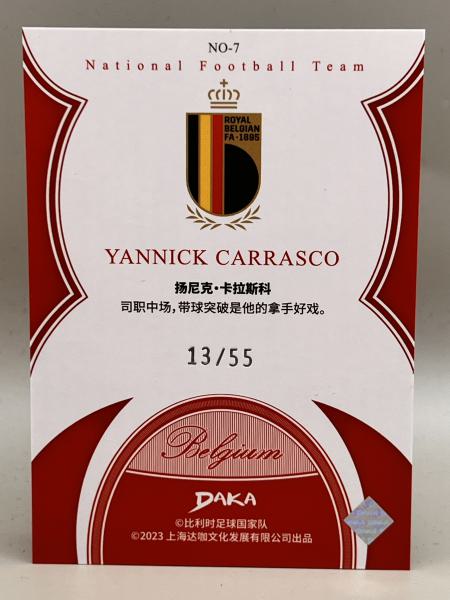 NO-7
National Football Team
ROYAL
BELGIAN
FA·1895
YANNICK CARRASCO
扬尼克·卡拉斯科
司职中场，带球突破是他的拿手好戏。
13/55
Belgium
DAKA
©比利时足球国家队
©2023 上海达咖文化发展有限公司出品